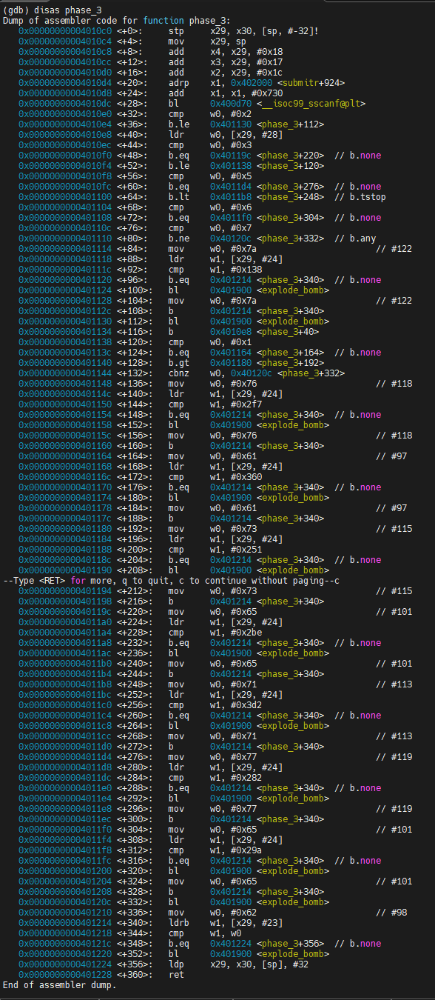 (gdb) disas phase_3
Dump of assembler code for function phase_3:
0x00000000004010c0 <+0>: stp x29, x30, [sp, #-32]!
0x00000000004010c4 <+4>: mov x29, sp
0x00000000004010c8 <+8>: add x4, x29, #0x18
0x00000000004010cc <+12>: add x3, x29, #0x17
0x00000000004010d0 <+16>: add x2, x29, #0x1c
0x00000000004010d4 <+20>: adrp x1, 0x402000 <submitr+924>
0x00000000004010d8 <+24>: add x1, x1, #0x730
0x00000000004010dc <+28>: bl 0x400d70 <__isoc99_sscanf@plt>
0x00000000004010e0 <+32>: cmp w0, #0x2
0x00000000004010e4 <+36>: b.le 0x401130 <phase_3+112>
0x00000000004010e8 <+40>: ldr w0, [x29, #28]
0x00000000004010ec <+44>: cmp w0, #0x3
0x00000000004010f0 <+48>: b.eq 0x40119c <phase_3+220> // b.none
0x00000000004010f4 <+52>: b.le 0x401138 <phase_3+120>
0x00000000004010f8 <+56>: cmp w0, #0x5
0x00000000004010fc <+60>: b.eq 0x4011d4 <phase_3+276> // b.none
0x0000000000401100 <+64>: b.lt 0x4011b8 <phase_3+248> // b.tstop
0x0000000000401104 <+68>: cmp w0, #0x6
0x0000000000401108 <+72>: b.eq 0x4011f0 <phase_3+304> // b.none
0x000000000040110c <+76>: cmp w0, #0x7
0x0000000000401110 <+80>: b.ne 0x40120c <phase_3+332> // b.any
0x0000000000401114 <+84>: mov w0, #0x7a // #122
0x0000000000401118 <+88>: ldr w1, [x29, #24]
0x000000000040111c <+92>: cmp w1, #0x138
0x0000000000401120 <+96>: b.eq 0x401214 <phase_3+340> // b.none
0x0000000000401124 <+100>: bl 0x401900 <explode_bomb>
0x0000000000401128 <+104>: mov w0, #0x7a // #122
0x000000000040112c <+108>: b 0x401214 <phase_3+340>
0x0000000000401130 <+112>: bl 0x401900 <explode_bomb>
0x0000000000401134 <+116>: b 0x4010e8 <phase_3+40>
0x0000000000401138 <+120>: cmp w0, #0x1
0x000000000040113c <+124>: b.eq 0x401164 <phase_3+164> // b.none
0x0000000000401140 <+128>: b.gt 0x401180 <phase_3+192>
0x0000000000401144 <+132>: cbnz w0, 0x40120c <phase_3+332>
0x0000000000401148 <+136>: mov w0, #0x76 // #118
0x000000000040114c <+140>: ldr w1, [x29, #24]
0x0000000000401150 <+144>: cmp w1, #0x2f7
0x0000000000401154 <+148>: b.eq 0x401214 <phase_3+340> // b.none
0x0000000000401158 <+152>: bl 0x401900 <explode_bomb>
0x000000000040115c <+156>: mov w0, #0x76 // #118
0x0000000000401160 <+160>: b 0x401214 <phase_3+340>
0x0000000000401164 <+164>: mov w0, #0x61 // #97
0x0000000000401168 <+168>: ldr w1, [x29, #24]
0x000000000040116c <+172>: cmp w1, #0x360
0x0000000000401170 <+176>: b.eq 0x401214 <phase_3+340> // b.none
0x0000000000401174 <+180>: bl 0x401900 <explode_bomb>
0x0000000000401178 <+184>: mov w0, #0x61 // #97
0x000000000040117c <+188>: b 0x401214 <phase_3+340>
0x0000000000401180 <+192>: mov w0, #0x73 // #115
0x0000000000401184 <+196>: ldr w1, [x29, #24]
0x0000000000401188 <+200>: cmp w1, #0x251
0x000000000040118c <+204>: b.eq 0x401214 <phase_3+340> // b.none
0x0000000000401190 <+208>: bl 0x401900 <explode_bomb>
--Type <RET> for more, q to quit, c to continue without paging--c
0x0000000000401194 <+212>: mov w0, #0x73 // #115
0x0000000000401198 <+216>: b 0x401214 <phase_3+340>
0x000000000040119c <+220>: mov w0, #0x65 // #101
0x00000000004011a0 <+224>: ldr w1, [x29, #24]
0x00000000004011a4 <+228>: cmp w1, #0x2be
0x00000000004011a8 <+232>: b.eq 0x401214 <phase_3+340> // b.none
0x00000000004011ac <+236>: bl 0x401900 <explode_bomb>
0x00000000004011b0 <+240>: mov w0, #0x65 // #101
0x00000000004011b4 <+244>: b 0x401214 <phase_3+340>
0x00000000004011b8 <+248>: mov w0, #0x71 // #113
0x00000000004011bc <+252>: ldr w1, [x29, #24]
0x00000000004011c0 <+256>: cmp w1, #0x3d2
0x00000000004011c4 <+260>: b.eq 0x401214 <phase_3+340> // b.none
0x00000000004011c8 <+264>: bl 0x401900 <explode_bomb>
0x00000000004011cc <+268>: mov w0, #0x71 // #113
0x00000000004011d0 <+272>: b 0x401214 <phase_3+340>
0x00000000004011d4 <+276>: mov w0, #0x77 // #119
0x00000000004011d8 <+280>: ldr w1, [x29, #24]
0x00000000004011dc <+284>: cmp w1, #0x282
0x00000000004011e0 <+288>: b.eq 0x401214 <phase_3+340> // b.none
0x00000000004011e4 <+292>: bl 0x401900 <explode_bomb>
0x00000000004011e8 <+296>: mov w0, #0x77 // #119
0x00000000004011ec <+300>: b 0x401214 <phase_3+340>
0x00000000004011f0 <+304>: mov w0, #0x65 // #101
0x00000000004011f4 <+308>: ldr w1, [x29, #24]
0x00000000004011f8 <+312>: cmp w1, #0x29a
0x00000000004011fc <+316>: b.eq 0x401214 <phase_3+340> // b.none
0x0000000000401200 <+320>: bl 0x401900 <explode_bomb>
0x0000000000401204 <+324>: mov w0, #0x65 // #101
0x0000000000401208 <+328>: b 0x401214 <phase_3+340>
0x000000000040120c <+332>: bl 0x401900 <explode_bomb>
0x0000000000401210 <+336>: mov w0, #0x62 // #98
0x0000000000401214 <+340>: ldrb w1, [x29, #23]
0x0000000000401218 <+344>: cmp w1, w0
0x000000000040121c <+348>: b.eq 0x401224 <phase_3+356> // b.none
0x0000000000401220 <+352>: bl 0x401900 <explode_bomb>
0x0000000000401224 <+356>: ldp x29, x30, [sp], #32
0x0000000000401228 <+360>: ret
End of assembler dump.